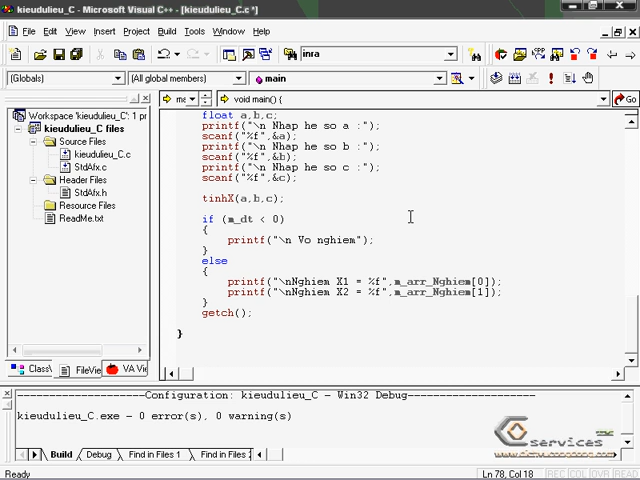 kieudulieu_C - Microsoft Visual C++ - [kieudulieu_C.c *]
File Edit View Insert Project Build Tools Window Help
inra
(Globals) (All global members) main
void main() { Go
Workspace 'kieudulieu_C': 1 pr
kieudulieu_C files
Source Files
kieudulieu_C.c
StdAfx.c
Header Files
StdAfx.h
Resource Files
ReadMe.txt
Class\ FileVie VA Vi
float a,b,c;
printf("\n Nhap he so a :");
scanf("%f",&a);
printf("\n Nhap he so b :");
scanf("%f",&b);
printf("\n Nhap he so c :");
scanf("%f",&c);
tinhX(a,b,c);
if (m_dt < 0)
{
printf("\n Vo nghiem");
}
else
{
printf("\nNghiem X1 = %f",m_arr_Nghiem[0]);
printf("\nNghiem X2 = %f",m_arr_Nghiem[1]);
}
getch();
}
--------------------Configuration: kieudulieu_C - Win32 Debug--------------------
kieudulieu_C.exe - 0 error(s), 0 warning(s)
services
Build Debug Find in Files 1 Find in Files 2
Ready Ln 78, Col 18 REC COL OVR READ